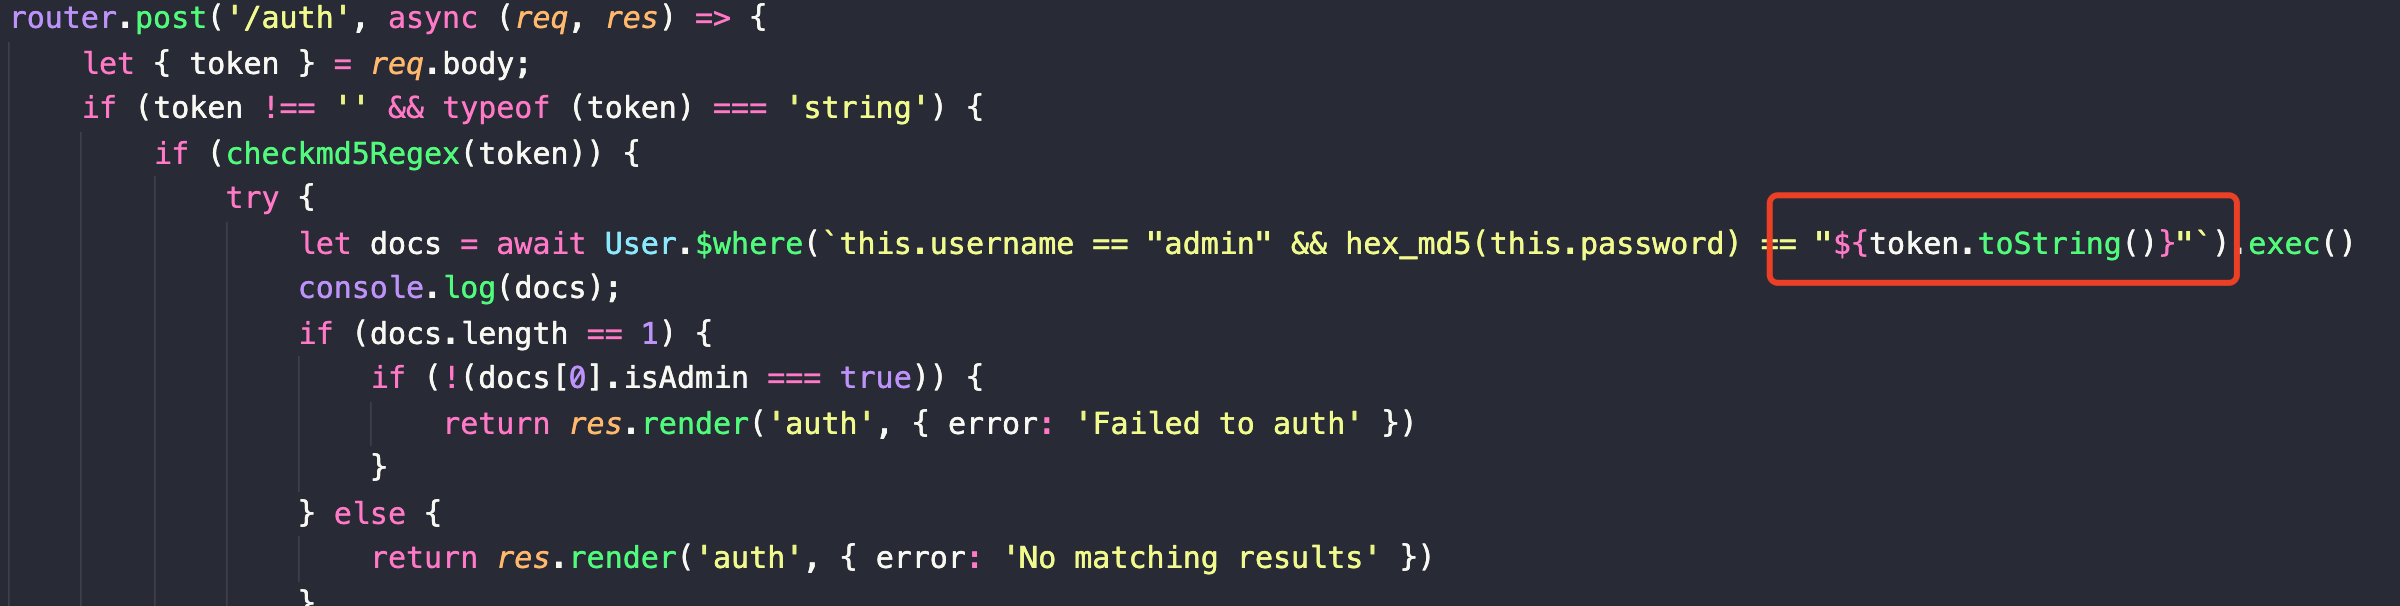 router.post('/auth', async (req, res) => {
let { token } = req.body;
if (token !== '' && typeof (token) === 'string') {
if (checkmd5Regex(token)) {
try {
let docs = await User.$where(`this.username == "admin" && hex_md5(this.password) == "${token.toString()}"`).exec()
console.log(docs);
if (docs.length == 1) {
if (!(docs[0].isAdmin === true)) {
return res.render('auth', { error: 'Failed to auth' })
}
} else {
return res.render('auth', { error: 'No matching results' })
}